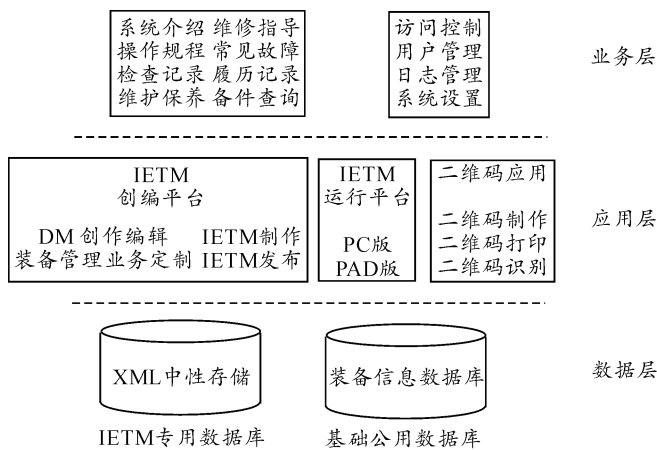 系统介绍 维修指导
操作规程 常见故障
检查记录 履历记录
维护保养 备件查询
访问控制
用户管理
日志管理
系统设置
业务层
IETM
创编平台
DM 创作编辑 IETM制作
装备管理业务定制 IETM发布
IETM
运行平台
PC版
PAD版
二维码应用
二维码制作
二维码打印
二维码识别
应用层
XML中性存储
IETM专用数据库
装备信息数据库
基础公用数据库
数据层